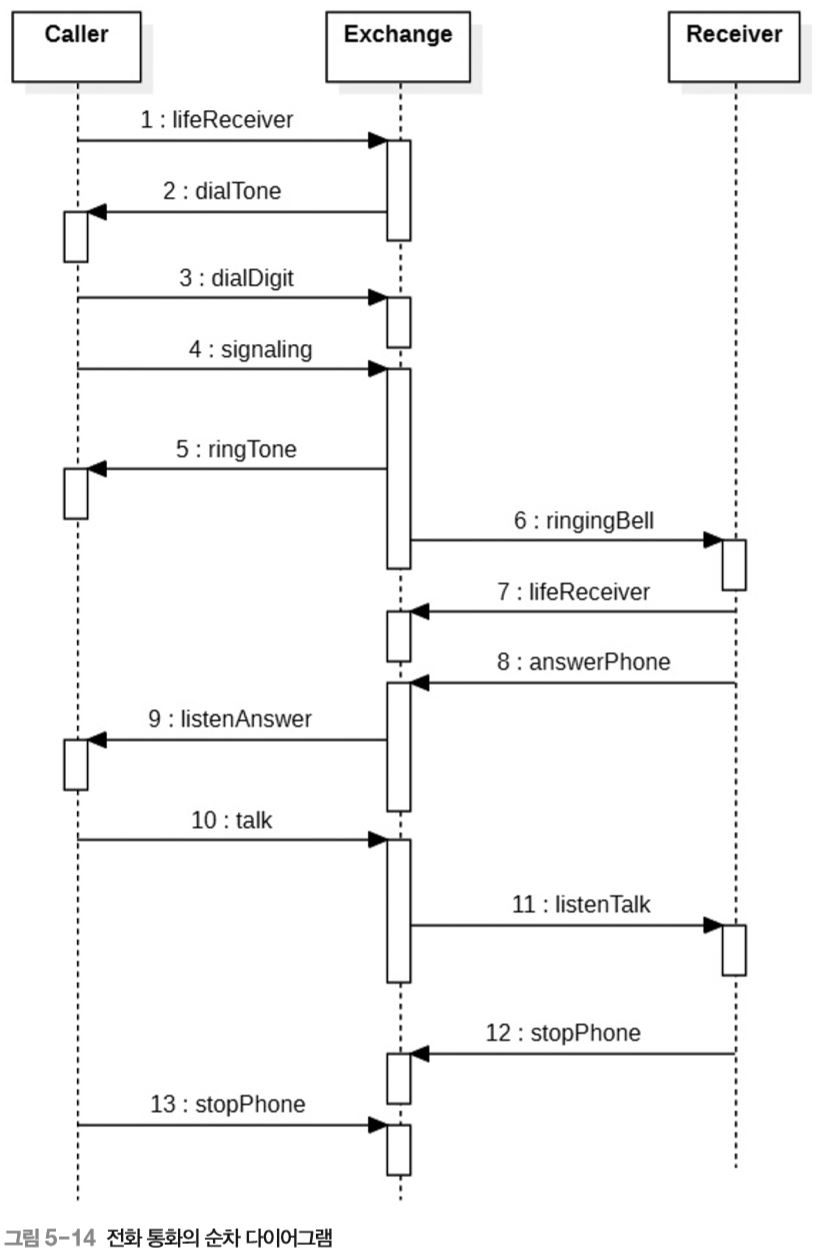 Caller
Exchange
Receiver
1 : lifeReceiver
2 : dialTone
3 : dialDigit
4 : signaling
5 : ringTone
6 : ringingBell
7 : lifeReceiver
8 : answerPhone
9 : listenAnswer
10 : talk
11 : listenTalk
12 : stopPhone
13 : stopPhone
그림 5-14 전화 통화의 순차 다이어그램